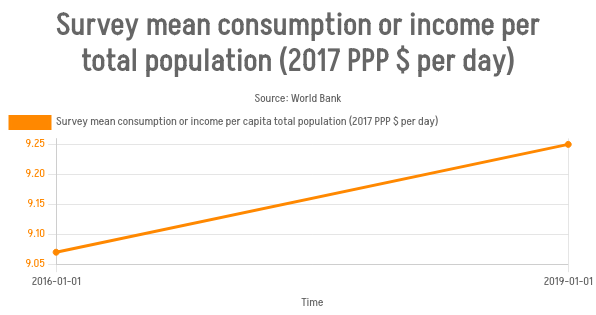 Survey mean consumption or income per
total population (2017 PPP $ per day)
Source: World Bank
Survey mean consumption or income per capita total population (2017 PPP $ per day)
9.25
9.20
9.15
9.10
9.05
2016-01-01 2019-01-01
Time